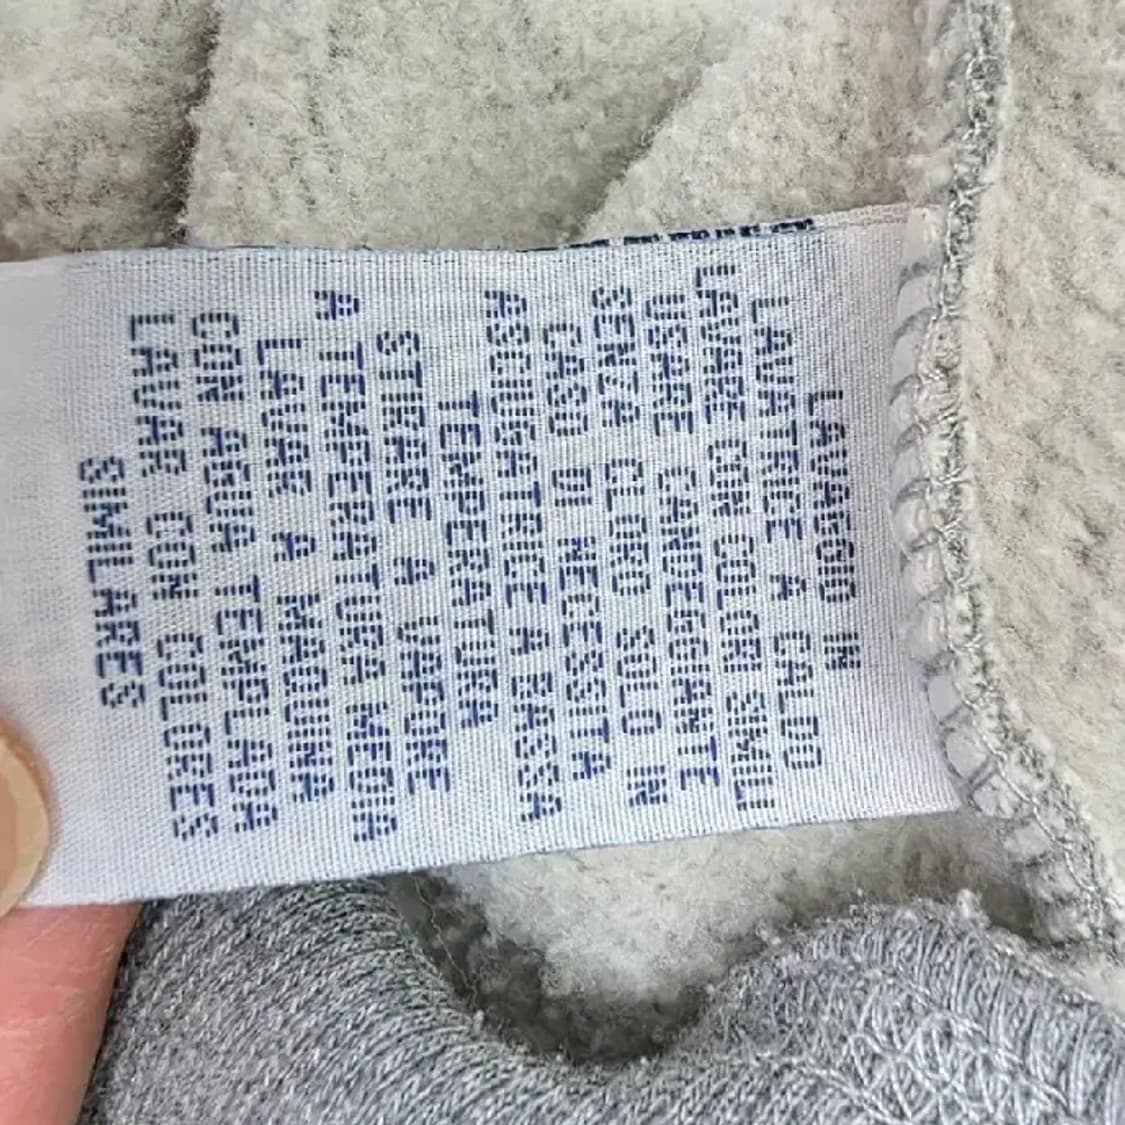 LAVAGGIO IN
LAVATRICE A CALDO
LAVARE CON COLORI SIMILI
USARE CANDEGGIANTE
SENZA CLORO SOLO IN
CASO DI NECESSITA
ASCIUGATRICE A BASSA
TEMPERATURA
STIRARE A VAPORE
A TEMPERATURA MEDIA
LAVAR A MAQUINA
CON AGUA TEMPLADA
LAVAR CON COLORES
SIMILARES